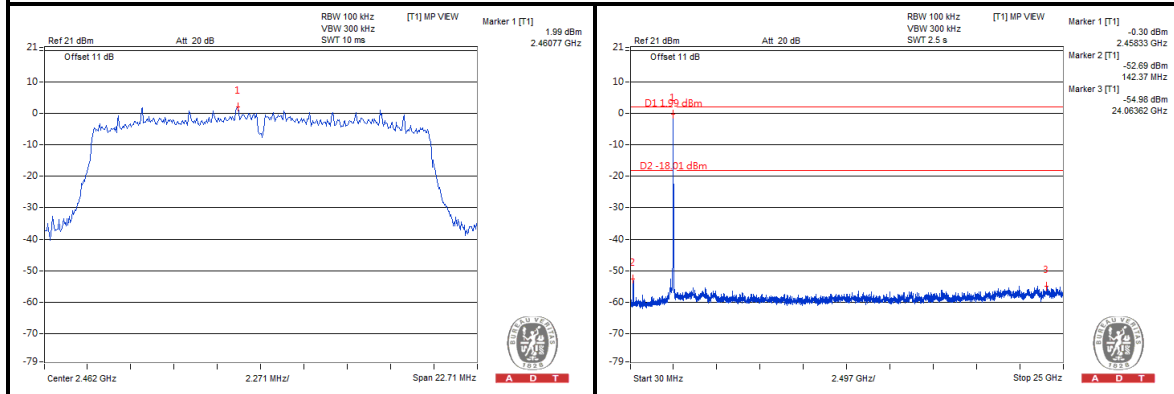 RBW 100 kHz
VBW 300 kHz
SWT 10 ms
[T1] MP VIEW
Marker 1 [T1]
1.99 dBm
2.46077 GHz
Ref 21 dBm
Att 20 dB
Offset 11 dB
21
10
0
-10
-20
-30
-40
-50
-60
-70
-79
1
Center 2.462 GHz
2.271 MHz/
Span 22.71 MHz
BUREAU VERITAS
1828
A D T
RBW 100 kHz
VBW 300 kHz
SWT 2.5 s
[T1] MP VIEW
Marker 1 [T1]
-0.30 dBm
2.45833 GHz
Marker 2 [T1]
-52.69 dBm
142.37 MHz
Marker 3 [T1]
-54.98 dBm
24.06362 GHz
Ref 21 dBm
Att 20 dB
Offset 11 dB
21
10
0
-10
-20
-30
-40
-50
-60
-70
-79
1
D1 1.99 dBm
D2 -18.01 dBm
2
3
Start 30 MHz
2.497 GHz/
Stop 25 GHz
BUREAU VERITAS
1828
A D T